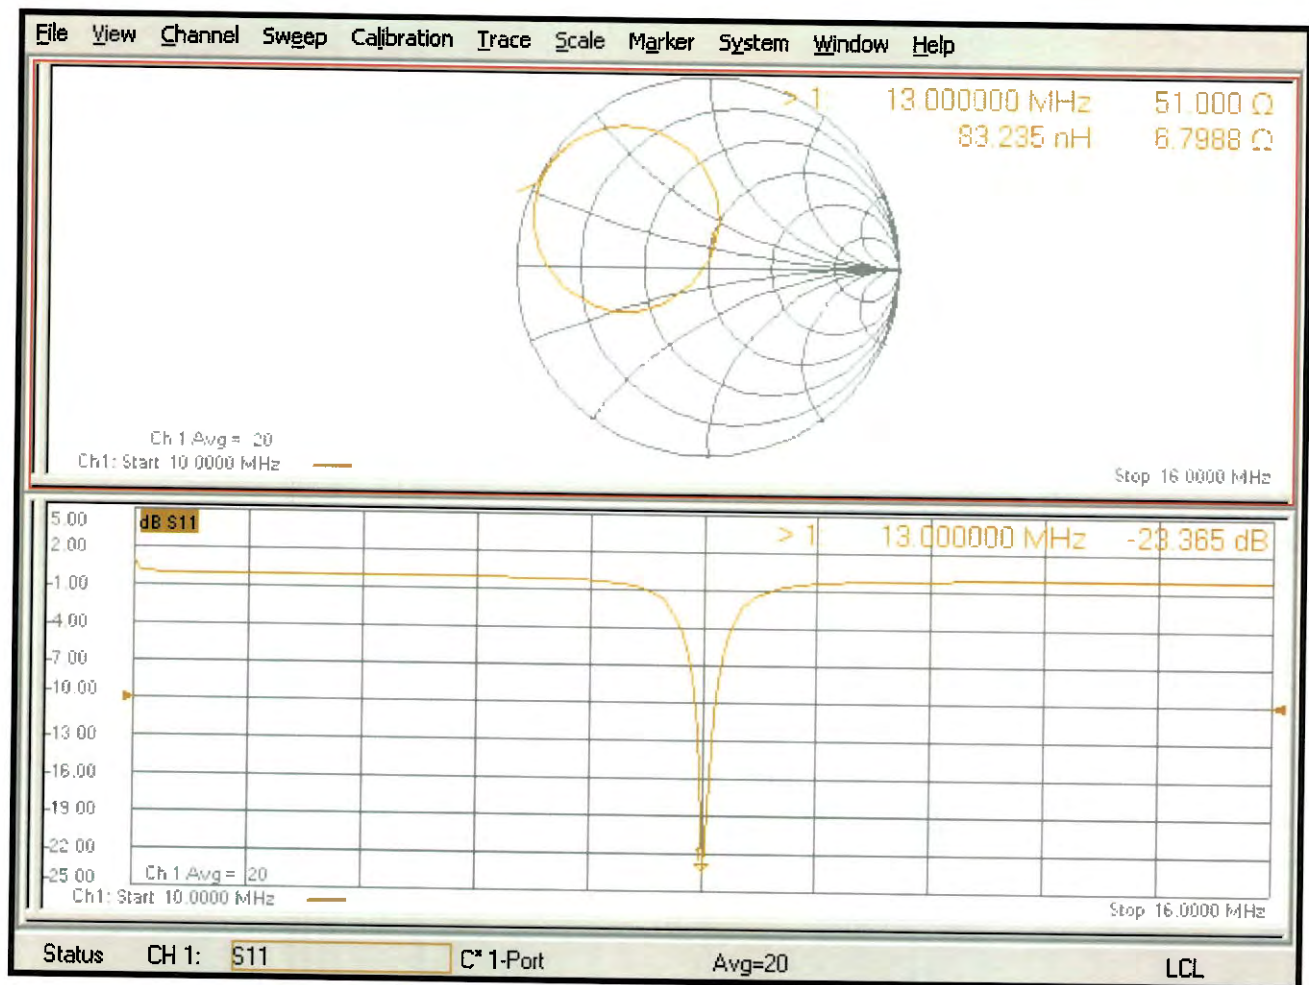 File View Channel Sweep Calibration Trace Scale Marker System Window Help
> 1: 13.000000 MHz 51.000 Ω
83.235 nH 6.7988 Ω
Ch 1 Avg = 20
Ch1: Start 10.0000 MHz
Stop 16.0000 MHz
5.00
dB S11
> 1: 13.000000 MHz -23.365 dB
2.00
-1.00
-4.00
-7.00
-10.00
-13.00
-16.00
-19.00
-22.00
-25.00
Ch 1 Avg = 20
Ch1: Start 10.0000 MHz
Stop 16.0000 MHz
Status CH 1: S11 C* 1-Port Avg=20 LCL